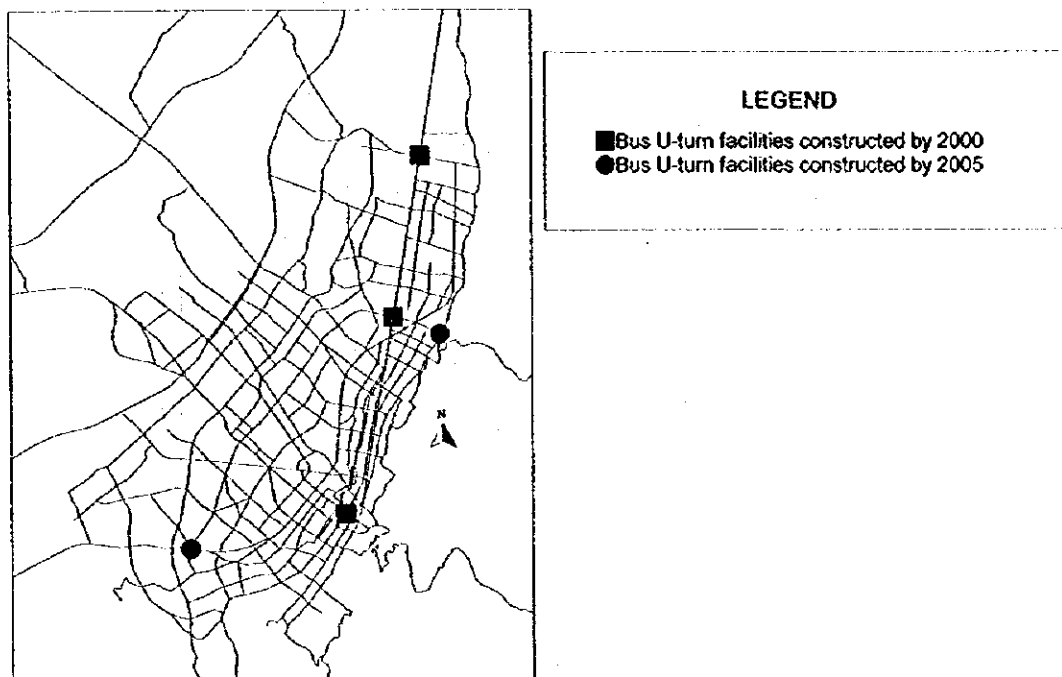 LEGEND
■Bus U-turn facilities constructed by 2000
●Bus U-turn facilities constructed by 2005
N